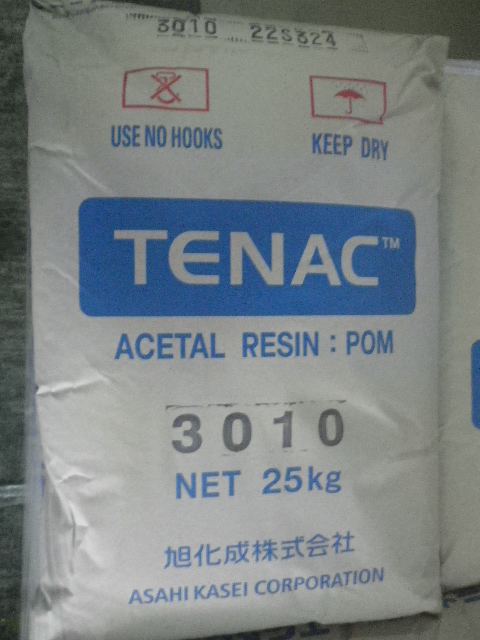 3010 22S324
USE NO HOOKS
KEEP DRY
TENAC™
ACETAL RESIN : POM
3010
NET 25kg
旭化成株式会社
ASAHI KASEI CORPORATION